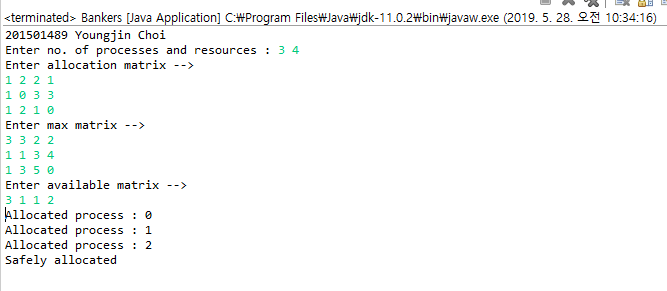 <terminated> Bankers [Java Application] C:₩Program Files₩Java₩jdk-11.0.2₩bin₩javaw.exe (2019. 5. 28. 오전 10:34:16)
201501489 Youngjin Choi
Enter no. of processes and resources : 3 4
Enter allocation matrix -->
1 2 2 1
1 0 3 3
1 2 1 0
Enter max matrix -->
3 3 2 2
1 1 3 4
1 3 5 0
Enter available matrix -->
3 1 1 2
Allocated process : 0
Allocated process : 1
Allocated process : 2
Safely allocated